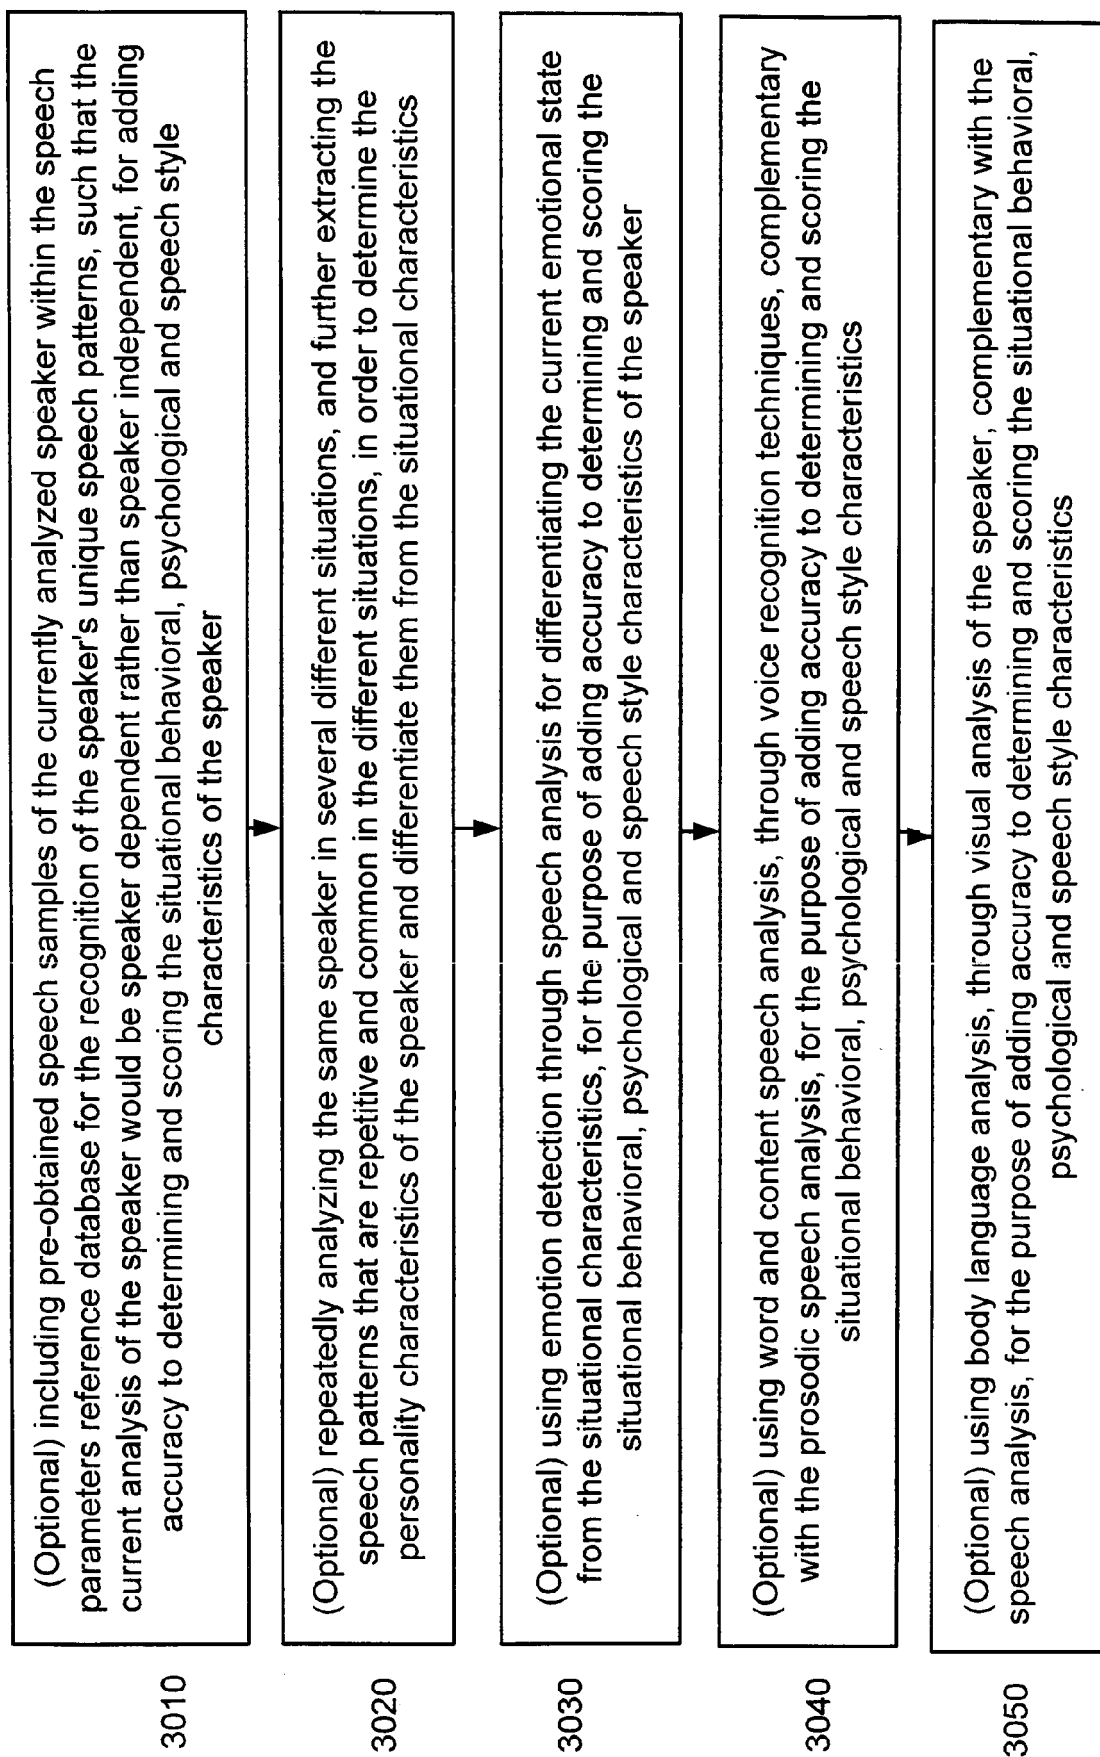 3010
(Optional) including pre-obtained speech samples of the currently analyzed speaker within the speech
parameters reference database for the recognition of the speaker's unique speech patterns, such that the
current analysis of the speaker would be speaker dependent rather than speaker independent, for adding
accuracy to determining and scoring the situational behavioral, psychological and speech style
characteristics of the speaker
3020
(Optional) repeatedly analyzing the same speaker in several different situations, and further extracting the
speech patterns that are repetitive and common in the different situations, in order to determine the
personality characteristics of the speaker and differentiate them from the situational characteristics
3030
(Optional) using emotion detection through speech analysis for differentiating the current emotional state
from the situational characteristics, for the purpose of adding accuracy to determining and scoring the
situational behavioral, psychological and speech style characteristics of the speaker
3040
(Optional) using word and content speech analysis, through voice recognition techniques, complementary
with the prosodic speech analysis, for the purpose of adding accuracy to determining and scoring the
situational behavioral, psychological and speech style characteristics
3050
(Optional) using body language analysis, through visual analysis of the speaker, complementary with the
speech analysis, for the purpose of adding accuracy to determining and scoring the situational behavioral,
psychological and speech style characteristics